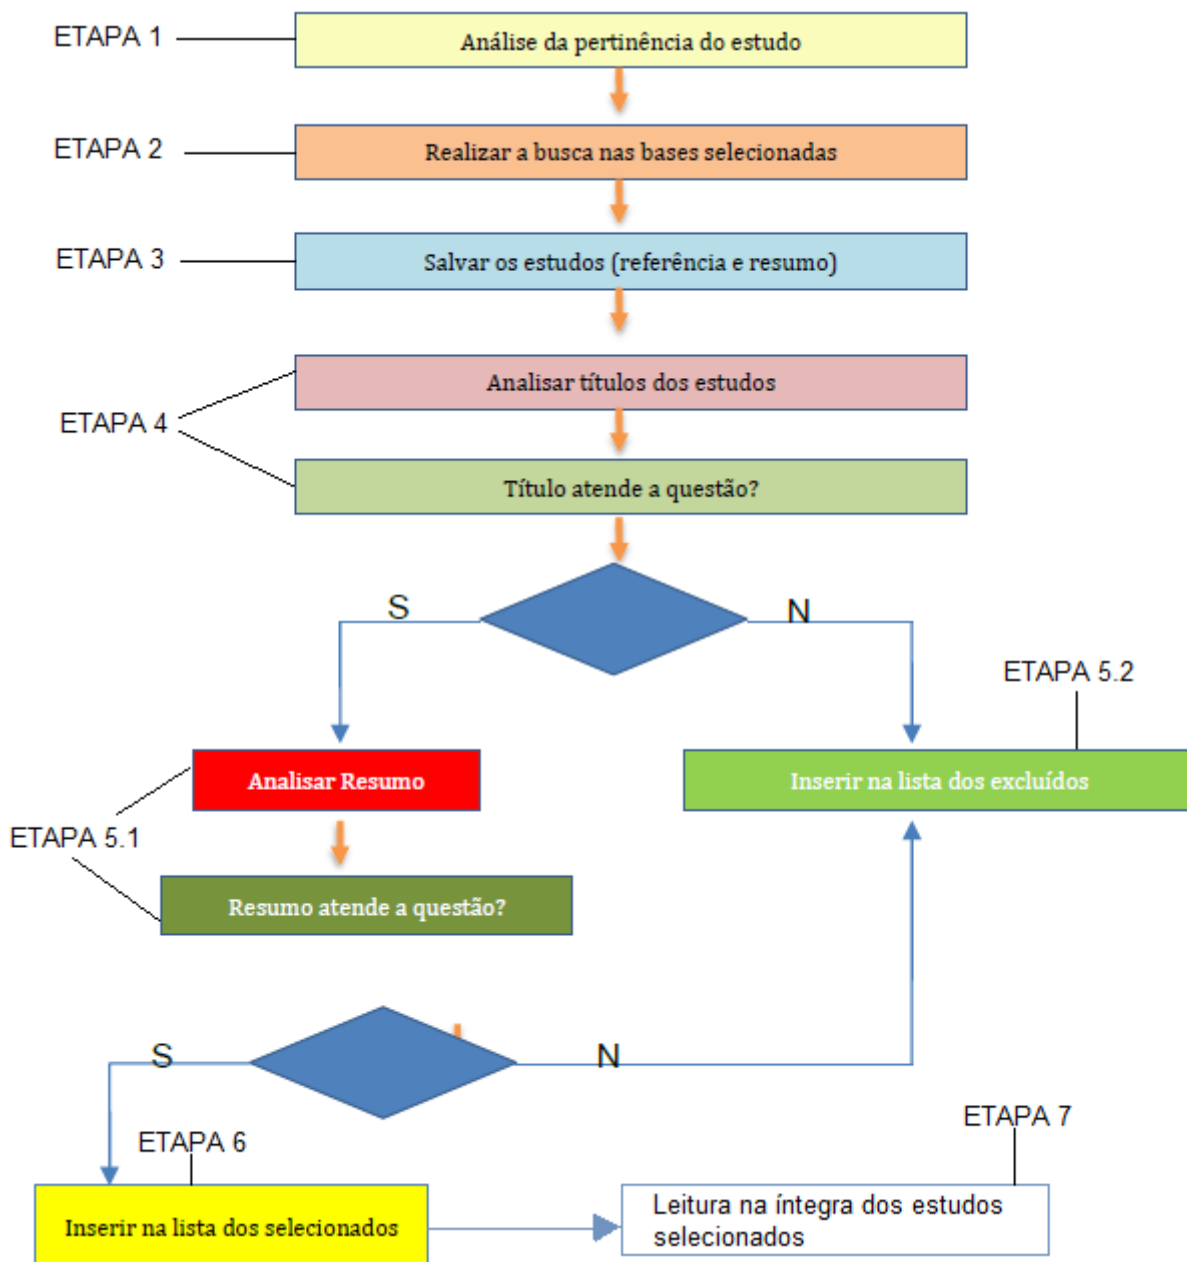 ETAPA 1
Análise da pertinência do estudo
ETAPA 2
Realizar a busca nas bases selecionadas
ETAPA 3
Salvar os estudos (referência e resumo)
Analisar títulos dos estudos
ETAPA 4
Título atende a questão?
S
N
ETAPA 5.2
Analisar Resumo
Inserir na lista dos excluídos
ETAPA 5.1
Resumo atende a questão?
S
N
ETAPA 6
ETAPA 7
Inserir na lista dos selecionados
Leitura na íntegra dos estudos
selecionados